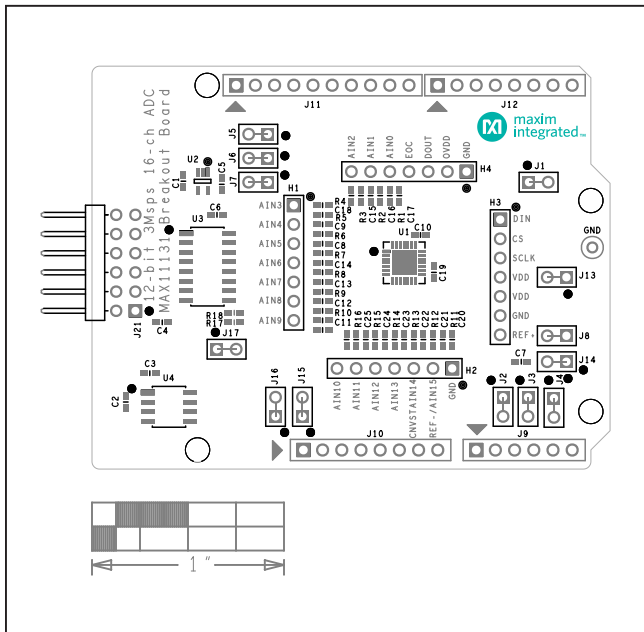 J11
J12
maxim
integrated™
12-bit 3Msps 16-ch ADC
MAX11131 Breakout Board
J5
J6
J7
U2
C1
C5
AIN2
AIN1
AIN0
EOC
DOUT
OVDD
GND
H4
J1
H1
AIN3
AIN4
AIN5
AIN6
AIN7
AIN8
AIN9
R4
C18
R5
C9
R6
C8
R7
C14
R8
C13
R9
C12
R10
C11
R3
C15
R2
C16
R1
C17
U1
C10
C19
H3
DIN
CS
SCLK
VDD
VDD
GND
REF+
GND
J13
J8
J14
C6
U3
R18
R17
J17
J21
C4
C3
U4
C2
R16
C25
R15
C24
R14
C23
R13
C22
R12
C21
R11
C20
H2
AIN10
AIN11
AIN12
AIN13
CNVSTAIN14
REF-/AIN15
GND
C7
J2
J3
J4
J16
J15
J10
J9
1 "